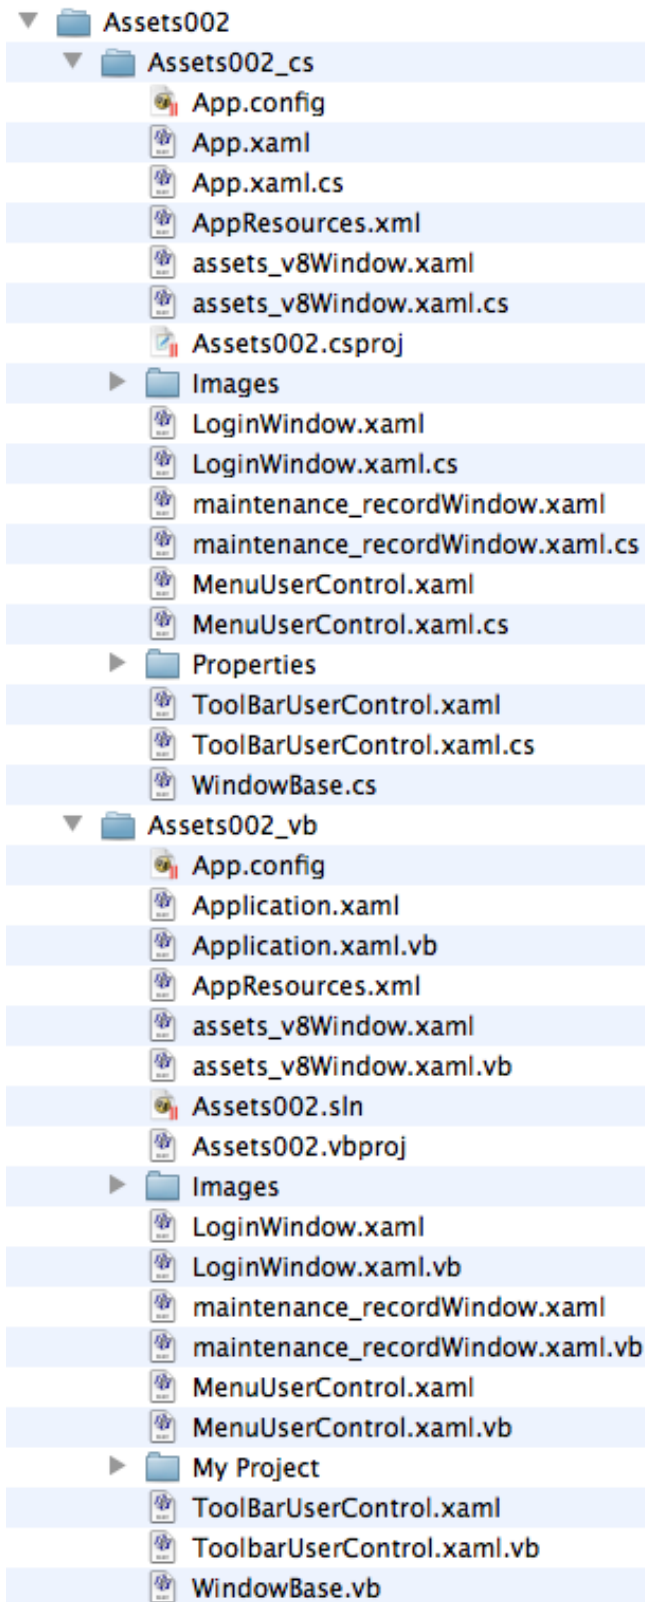 Assets002
Assets002_cs
App.config
App.xaml
App.xaml.cs
AppResources.xml
assets_v8Window.xaml
assets_v8Window.xaml.cs
Assets002.csproj
Images
LoginWindow.xaml
LoginWindow.xaml.cs
maintenance_recordWindow.xaml
maintenance_recordWindow.xaml.cs
MenuUserControl.xaml
MenuUserControl.xaml.cs
Properties
ToolBarUserControl.xaml
ToolBarUserControl.xaml.cs
WindowBase.cs
Assets002_vb
App.config
Application.xaml
Application.xaml.vb
AppResources.xml
assets_v8Window.xaml
assets_v8Window.xaml.vb
Assets002.sln
Assets002.vbproj
Images
LoginWindow.xaml
LoginWindow.xaml.vb
maintenance_recordWindow.xaml
maintenance_recordWindow.xaml.vb
MenuUserControl.xaml
MenuUserControl.xaml.vb
My Project
ToolBarUserControl.xaml
ToolbarUserControl.xaml.vb
WindowBase.vb